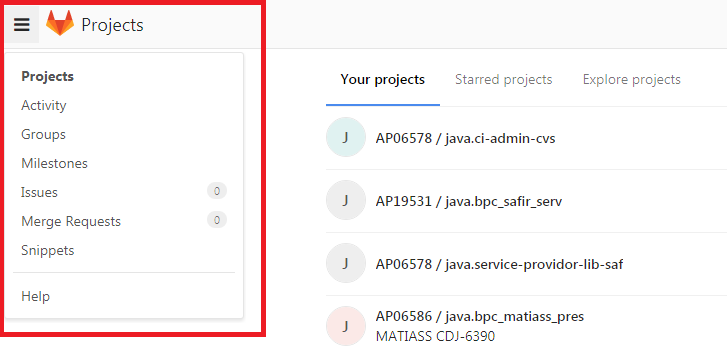 Projects
Projects
Activity
Groups
Milestones
Issues 0
Merge Requests 0
Snippets
Help
Your projects Starred projects Explore projects
J AP06578 / java.ci-admin-cvs
J AP19531 / java.bpc_safir_serv
J AP06578 / java.service-providor-lib-saf
J AP06586 / java.bpc_matiass_pres
MATIASS CDJ-6390